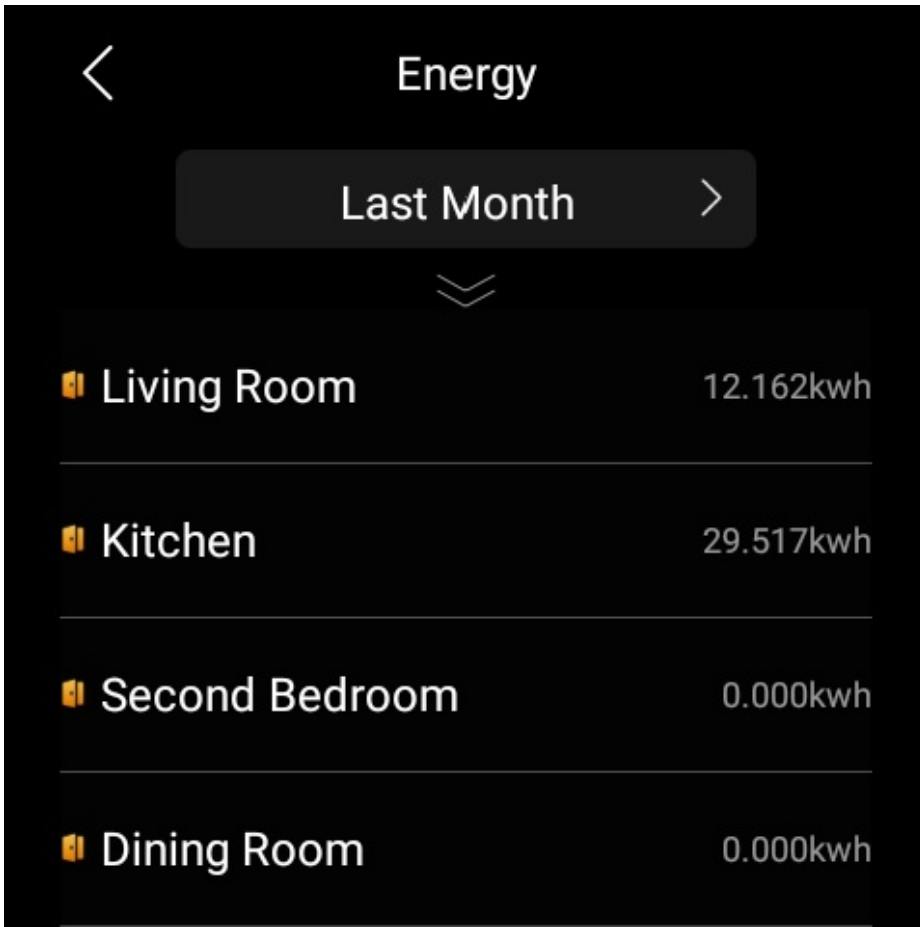 Energy
Last Month
Living Room 12.162kwh
Kitchen 29.517kwh
Second Bedroom 0.000kwh
Dining Room 0.000kwh